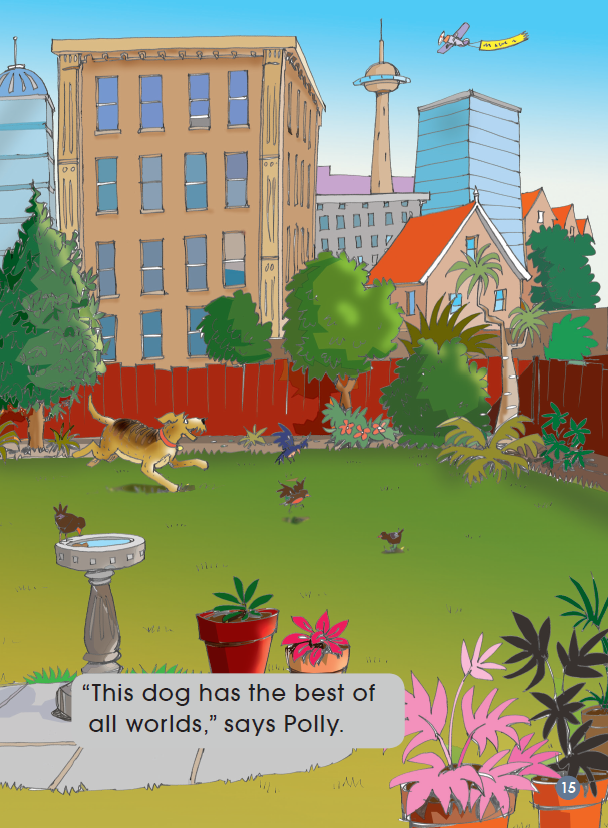 “This dog has the best of
all worlds,” says Polly.
15